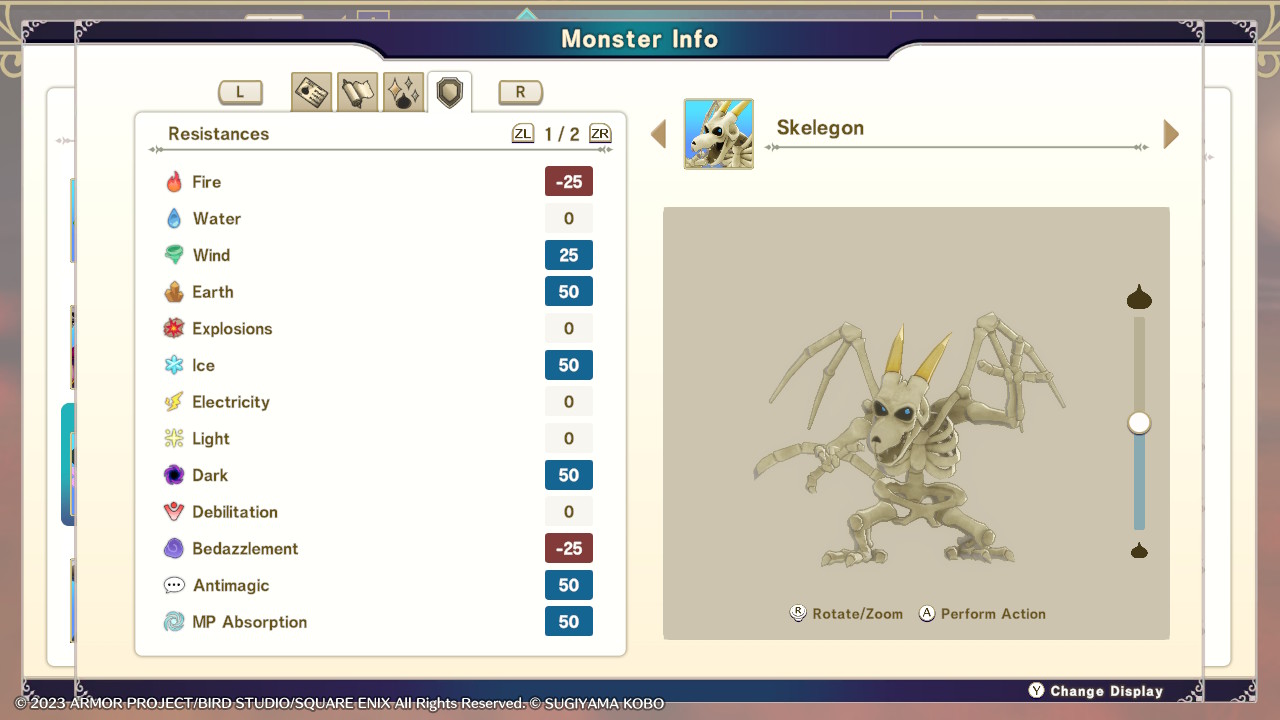 Monster Info
L
R
Resistances
ZL 1 / 2 ZR
Fire -25
Water 0
Wind 25
Earth 50
Explosions 0
Ice 50
Electricity 0
Light 0
Dark 50
Debilitation 0
Bedazzlement -25
Antimagic 50
MP Absorption 50
Skelegon
R Rotate/Zoom A Perform Action
Y Change Display
© 2023 ARMOR PROJECT/BIRD STUDIO/SQUARE ENIX All Rights Reserved. © SUGIYAMA KOBO